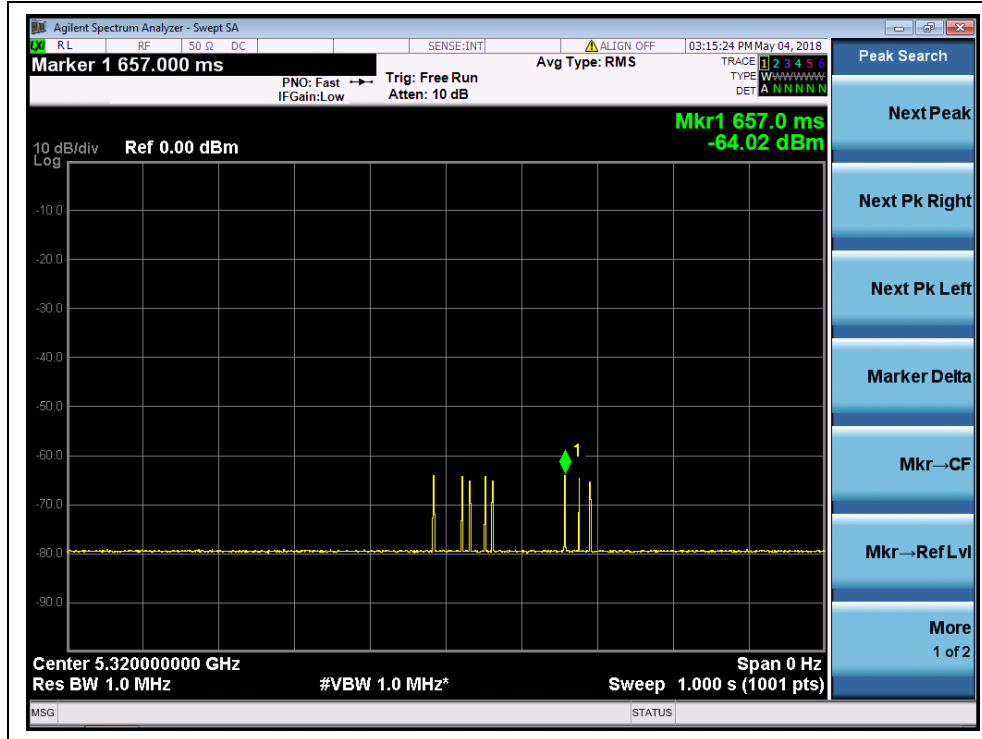 Agilent Spectrum Analyzer - Swept SA
LXI RL RF 50 Ω DC SENSE:INT ALIGN OFF 03:15:24 PM May 04, 2018
Marker 1 657.000 ms
PNO: Fast
IFGain:Low
Trig: Free Run
Atten: 10 dB
Avg Type: RMS
TRACE 1 2 3 4 5 6
TYPE WWWWWW
DET A N N N N N
Mkr1 657.0 ms
-64.02 dBm
10 dB/div Ref 0.00 dBm
Log
-10.0
-20.0
-30.0
-40.0
-50.0
-60.0
-70.0
-80.0
-90.0
1
Center 5.320000000 GHz
Span 0 Hz
Res BW 1.0 MHz
#VBW 1.0 MHz*
Sweep 1.000 s (1001 pts)
MSG
STATUS
Peak Search
Next Peak
Next Pk Right
Next Pk Left
Marker Delta
Mkr→CF
Mkr→Ref Lvl
More
1 of 2